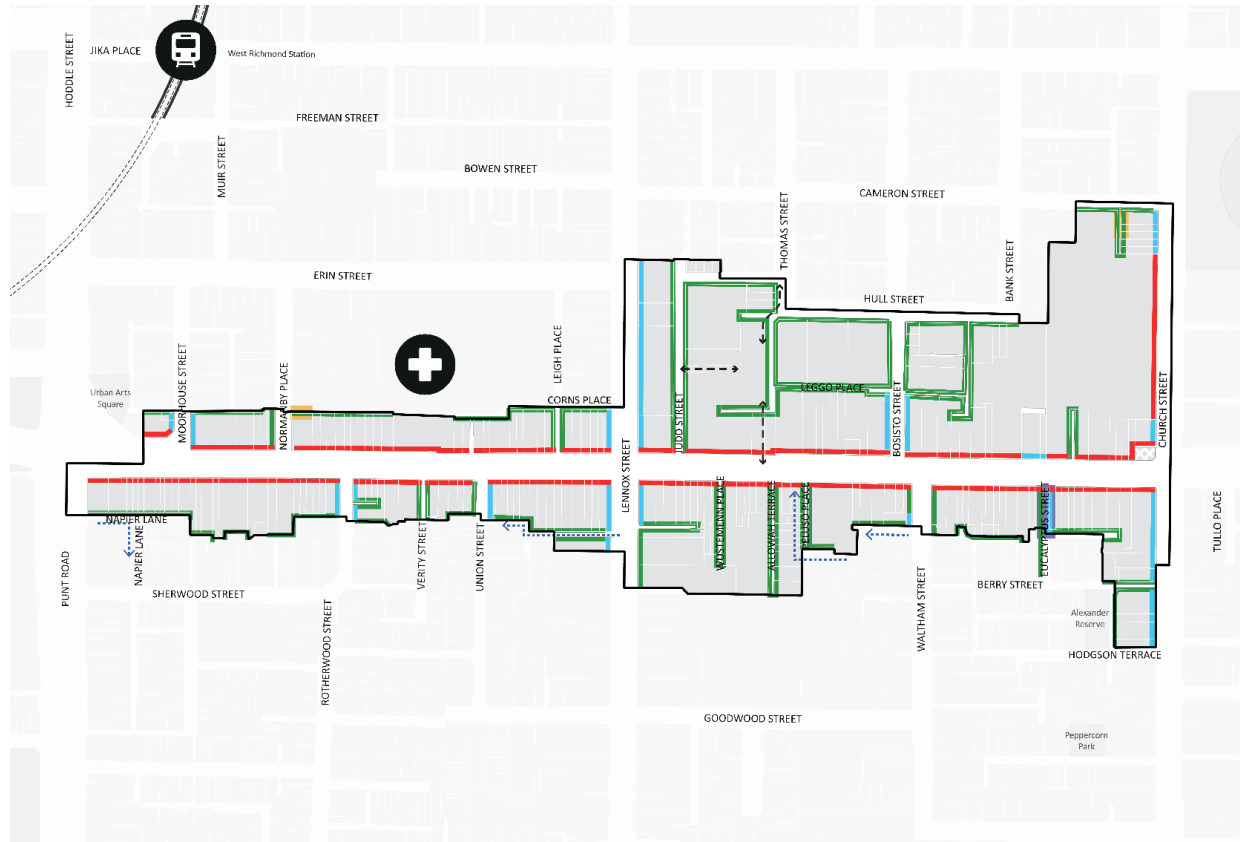 HODDLE STREET
JIKA PLACE
West Richmond Station
FREEMAN STREET
MUIR STREET
BOWEN STREET
CAMERON STREET
THOMAS STREET
BANK STREET
ERIN STREET
HULL STREET
LEIGH PLACE
MOORHOUSE STREET
NORMANBY PLACE
Urban Arts
Square
CORNS PLACE
LEGGO PLACE
JUDD STREET
BOSISTO STREET
CHURCH STREET
LENNOX STREET
WUSTEMENN PLACE
ALLOWAH TERRACE
PELUSO PLACE
EUCALYPTUS STREET
TULLO PLACE
NAPIER LANE
NAPIER LANE
PUNT ROAD
VERITY STREET
UNION STREET
SHERWOOD STREET
ROTHERWOOD STREET
WALTHAM STREET
BERRY STREET
Alexander
Reserve
HODGSON TERRACE
GOODWOOD STREET
Peppercorn
Park